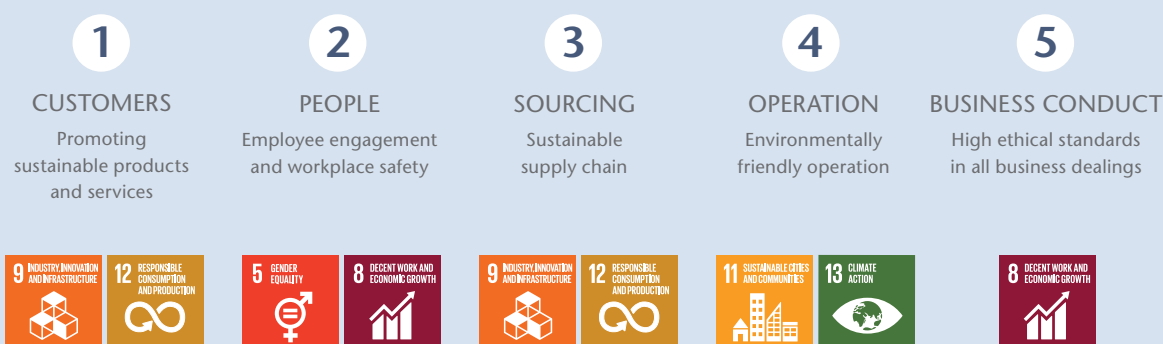 1
CUSTOMERS
Promoting
sustainable products
and services
9 INDUSTRY, INNOVATION
AND INFRASTRUCTURE
12 RESPONSIBLE
CONSUMPTION
AND PRODUCTION
2
PEOPLE
Employee engagement
and workplace safety
5 GENDER
EQUALITY
8 DECENT WORK AND
ECONOMIC GROWTH
3
SOURCING
Sustainable
supply chain
9 INDUSTRY, INNOVATION
AND INFRASTRUCTURE
12 RESPONSIBLE
CONSUMPTION
AND PRODUCTION
4
OPERATION
Environmentally
friendly operation
11 SUSTAINABLE CITIES
AND COMMUNITIES
13 CLIMATE
ACTION
5
BUSINESS CONDUCT
High ethical standards
in all business dealings
8 DECENT WORK AND
ECONOMIC GROWTH